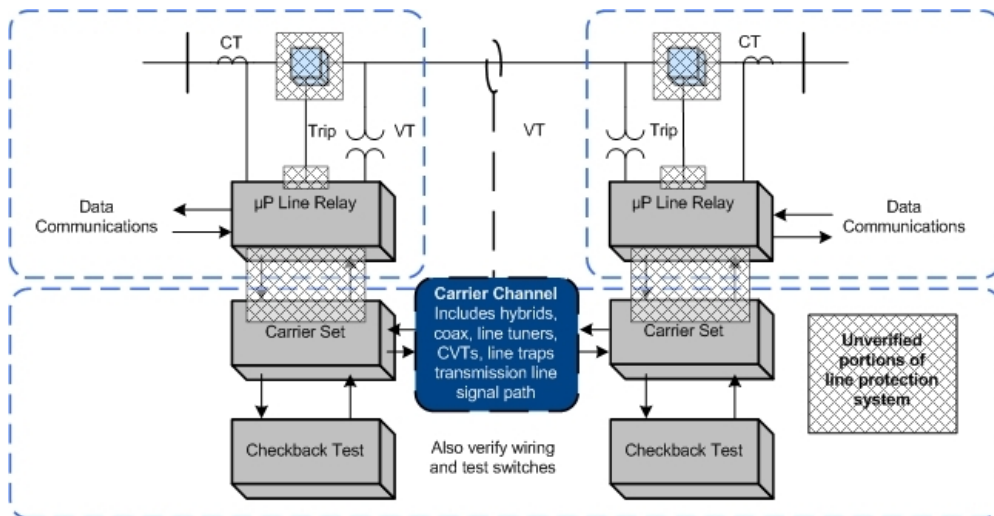 CT
CT
Trip
VT
VT
Trip
µP Line Relay
µP Line Relay
Data
Communications
Data
Communications
Carrier Channel
Includes hybrids,
coax, line tuners,
CVTs, line traps
transmission line
signal path
Carrier Set
Carrier Set
Unverified
portions of
line protection
system
Checkback Test
Also verify wiring
and test switches
Checkback Test